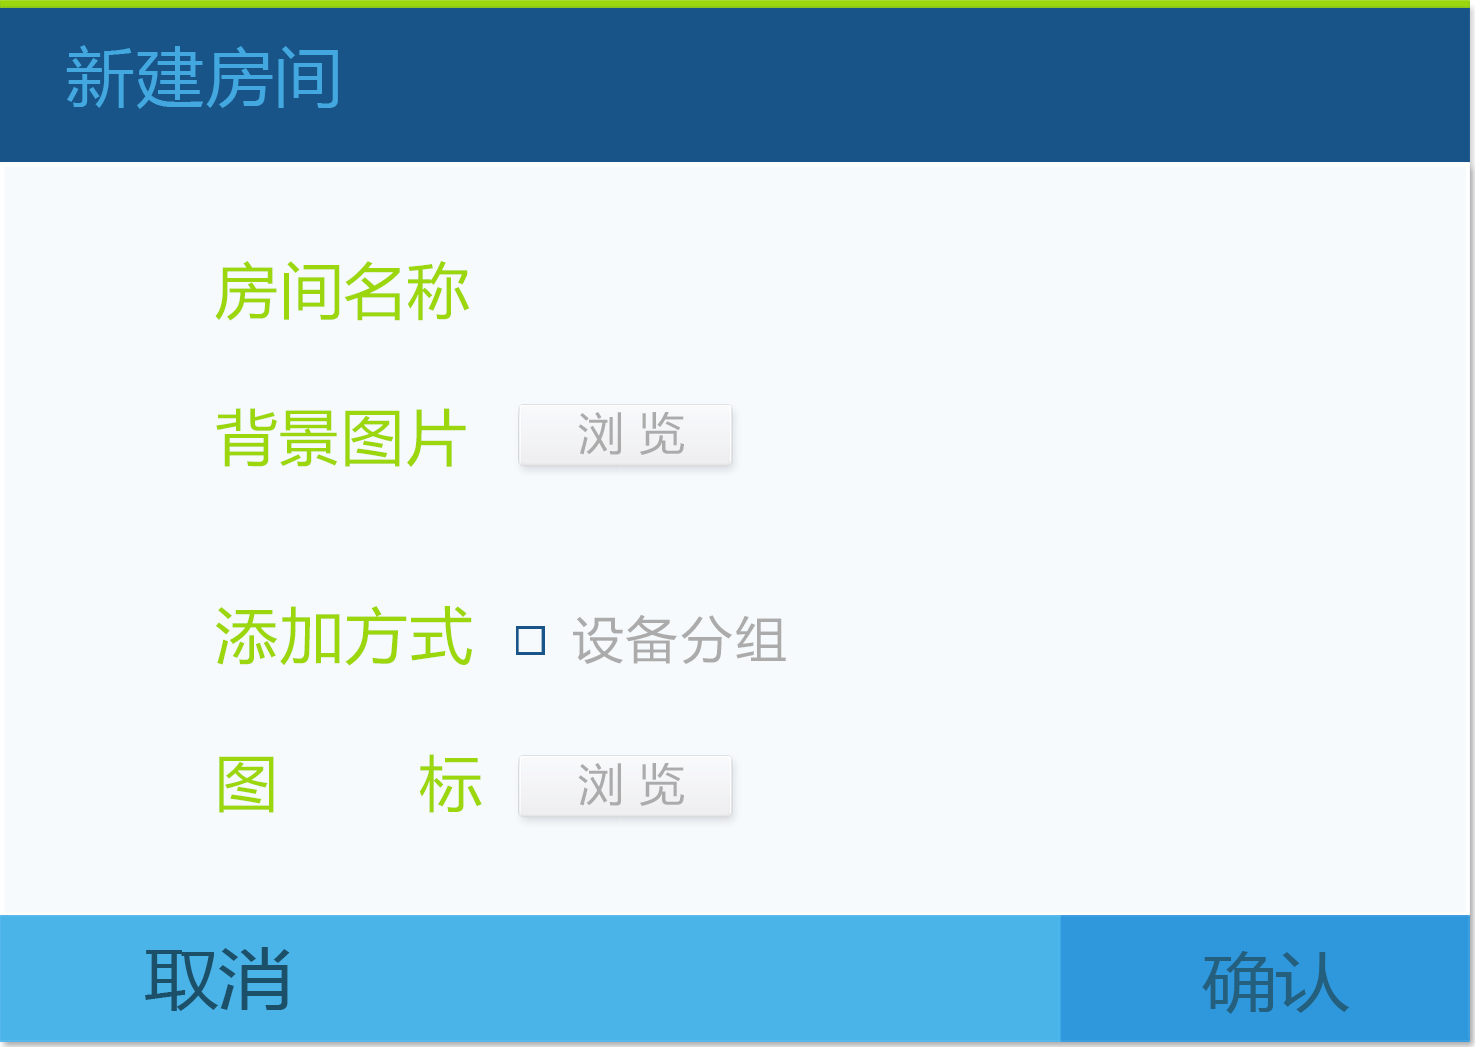 新建房间
房间名称
背景图片 浏 览
添加方式 设备分组
图 标 浏 览
取消 确认